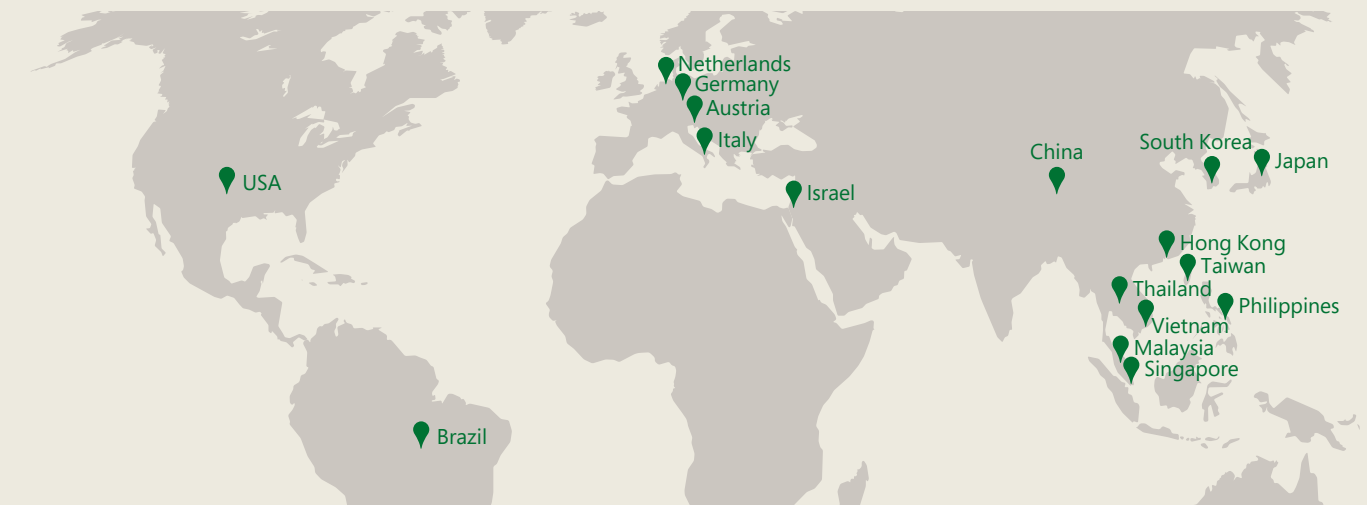 Netherlands
Germany
Austria
Italy
USA
Israel
China
South Korea
Japan
Hong Kong
Taiwan
Thailand
Philippines
Vietnam
Malaysia
Singapore
Brazil